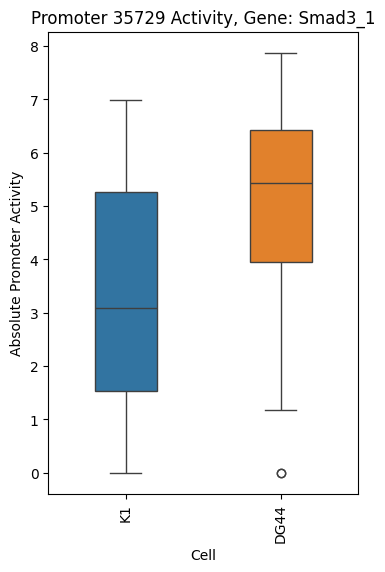 Promoter 35729 Activity, Gene: Smad3_1
Absolute Promoter Activity
8
7
6
5
4
3
2
1
0
K1
DG44
Cell